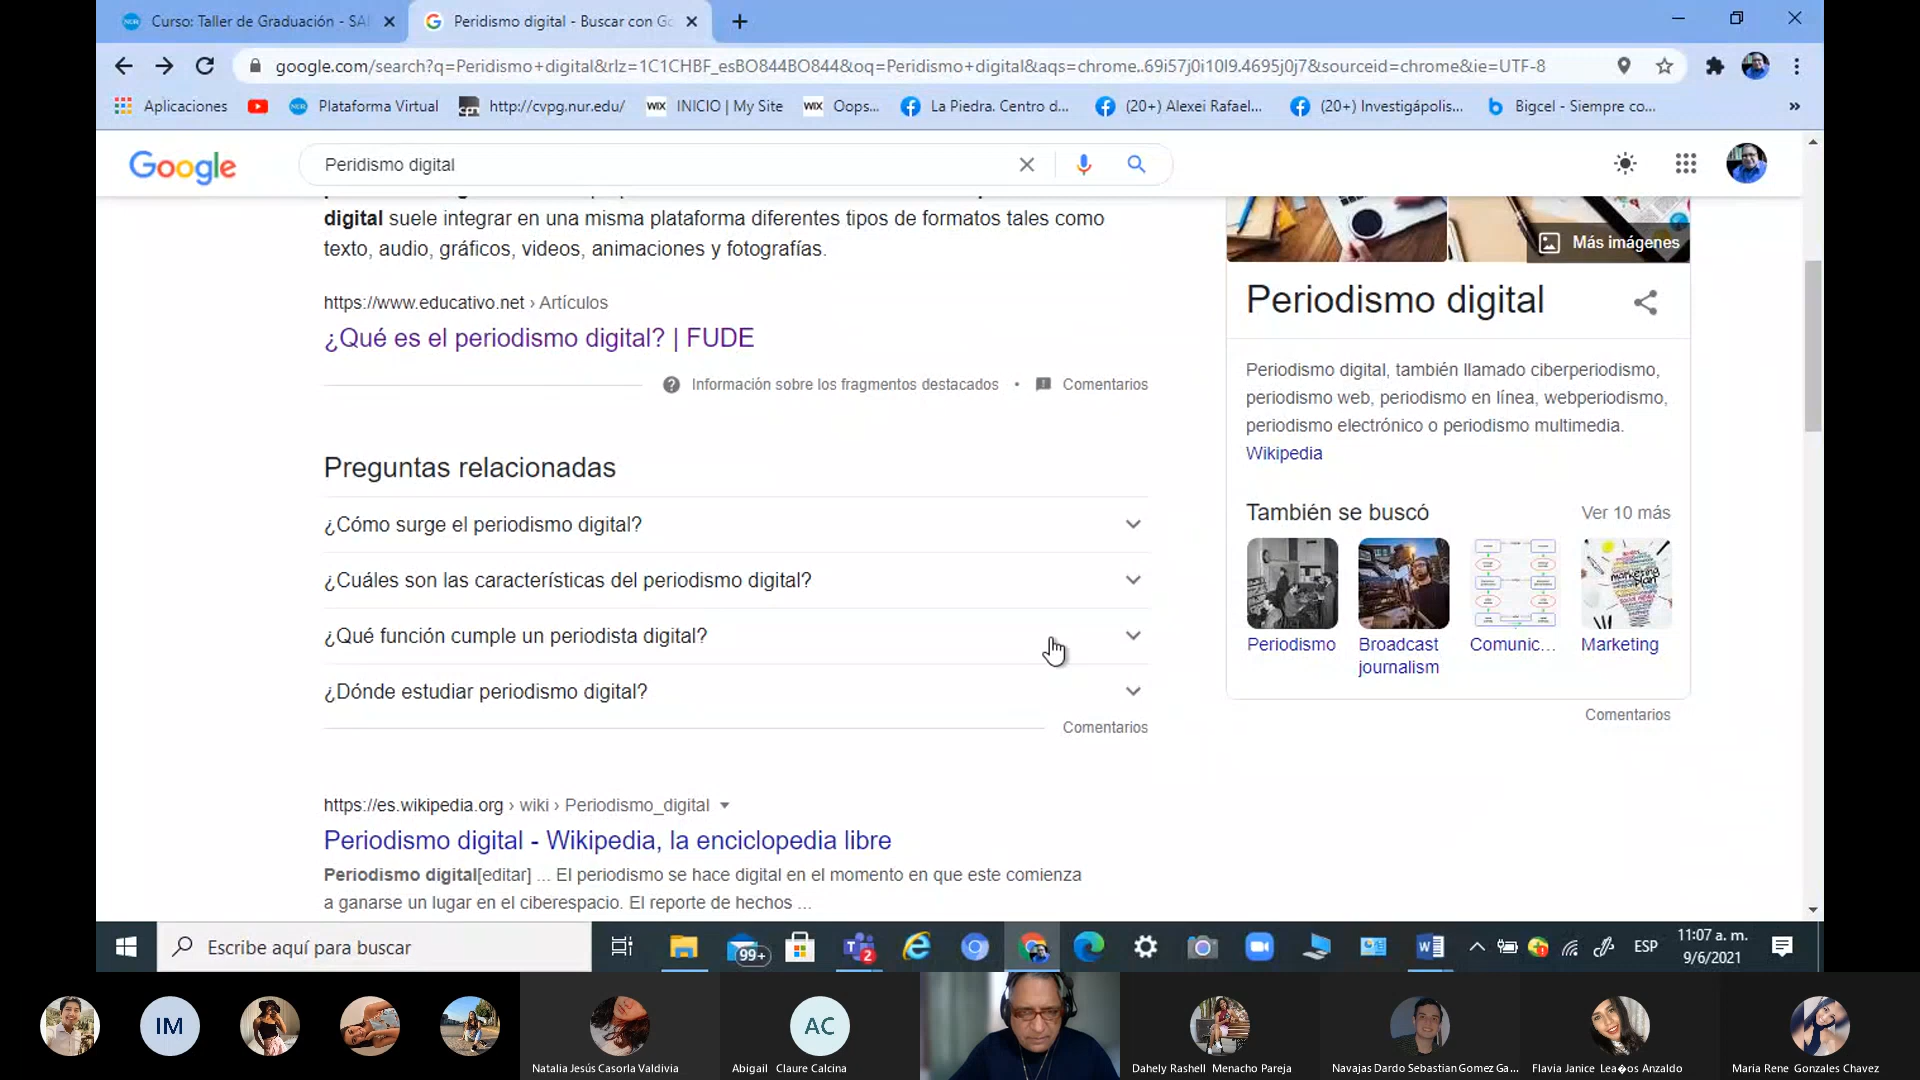 Curso: Taller de Graduación - SA
Peridismo digital - Buscar con Go
google.com/search?q=Peridismo+digital&rlz=1C1CHBF_esBO844BO844&oq=Peridismo+digital&aqs=chrome..69i57j0i10l9.4695j0j7&sourceid=chrome&ie=UTF-8
Aplicaciones
Plataforma Virtual
http://cvpg.nur.edu/
WIX INICIO | My Site
WIX Oops...
La Piedra. Centro d...
(20+) Alexei Rafael...
(20+) Investigápolis...
Bigcel - Siempre co...
»
Google
Peridismo digital
digital suele integrar en una misma plataforma diferentes tipos de formatos tales como
texto, audio, gráficos, videos, animaciones y fotografías.
https://www.educativo.net › Artículos
¿Qué es el periodismo digital? | FUDE
Información sobre los fragmentos destacados • Comentarios
Preguntas relacionadas
¿Cómo surge el periodismo digital?
¿Cuáles son las características del periodismo digital?
¿Qué función cumple un periodista digital?
¿Dónde estudiar periodismo digital?
Comentarios
https://es.wikipedia.org › wiki › Periodismo_digital
Periodismo digital - Wikipedia, la enciclopedia libre
Periodismo digital[editar] ... El periodismo se hace digital en el momento en que este comienza
a ganarse un lugar en el ciberespacio. El reporte de hechos ...
Más imágenes
Periodismo digital
Periodismo digital, también llamado ciberperiodismo,
periodismo web, periodismo en línea, webperiodismo,
periodismo electrónico o periodismo multimedia.
Wikipedia
También se buscó
Ver 10 más
marketing
plan
Periodismo
Broadcast
journalism
Comunic...
Marketing
Comentarios
Escribe aquí para buscar
99+
2
ESP
11:07 a. m.
9/6/2021
IM
Natalia Jesús Casorla Valdivia
AC
Abigail Claure Calcina
Dahely Rashell Menacho Pareja
Navajas Dardo Sebastian Gomez Ga...
Flavia Janice Lea�os Anzaldo
Maria Rene Gonzales Chavez